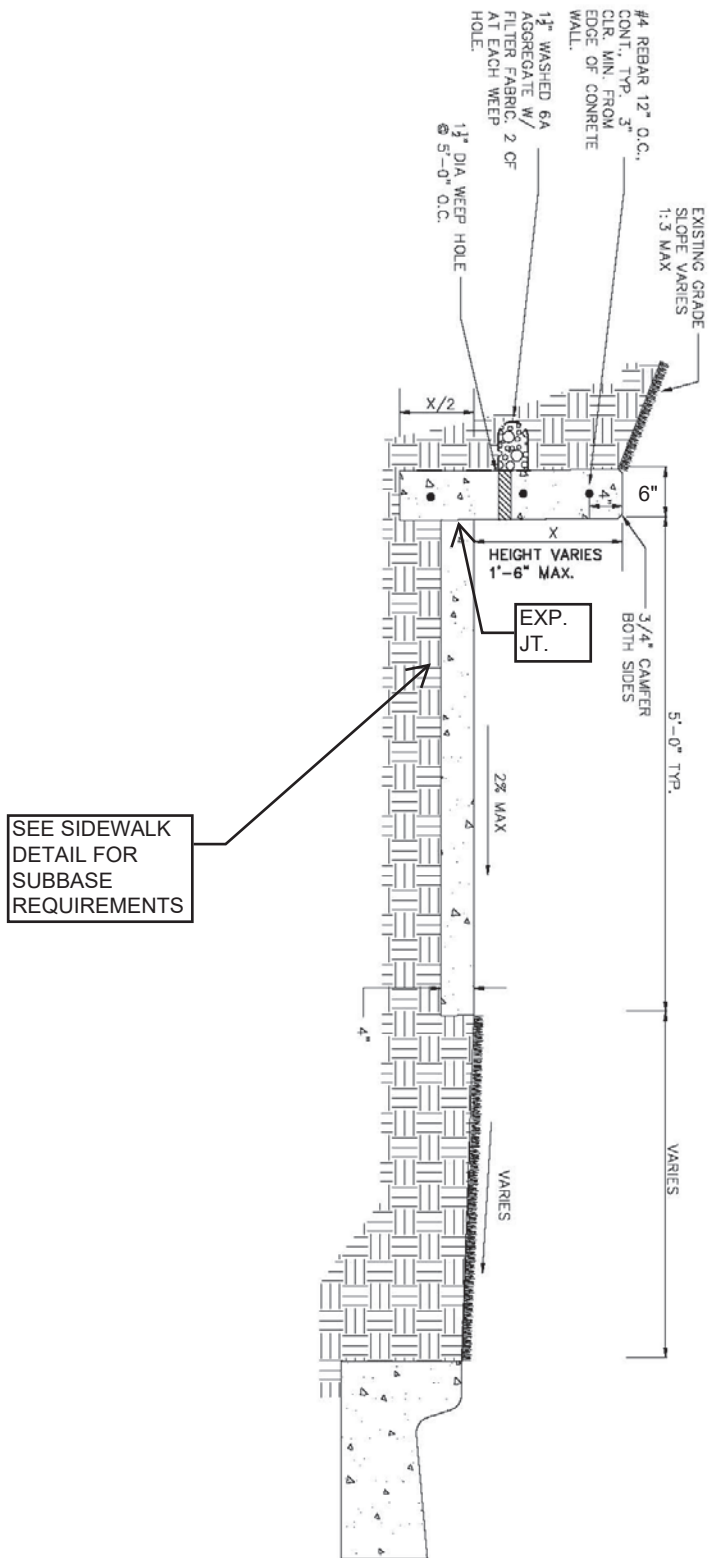 #4 REBAR 12" O.C.,
CONT., TYP. 3"
CLR. MIN. FROM
EDGE OF CONRETE
WALL.
1½" WASHED 6A
AGGREGATE W/
FILTER FABRIC. 2 CF
AT EACH WEEP
HOLE.
1½" DIA WEEP HOLE
@ 5'-0" O.C.
EXISTING GRADE
SLOPE VARIES
1:3 MAX
X/2
6"
4"
X
HEIGHT VARIES
1'-6" MAX.
3/4" CAMFER
BOTH SIDES
EXP.
JT.
5'-0" TYP.
2% MAX
SEE SIDEWALK
DETAIL FOR
SUBBASE
REQUIREMENTS
4"
VARIES
VARIES